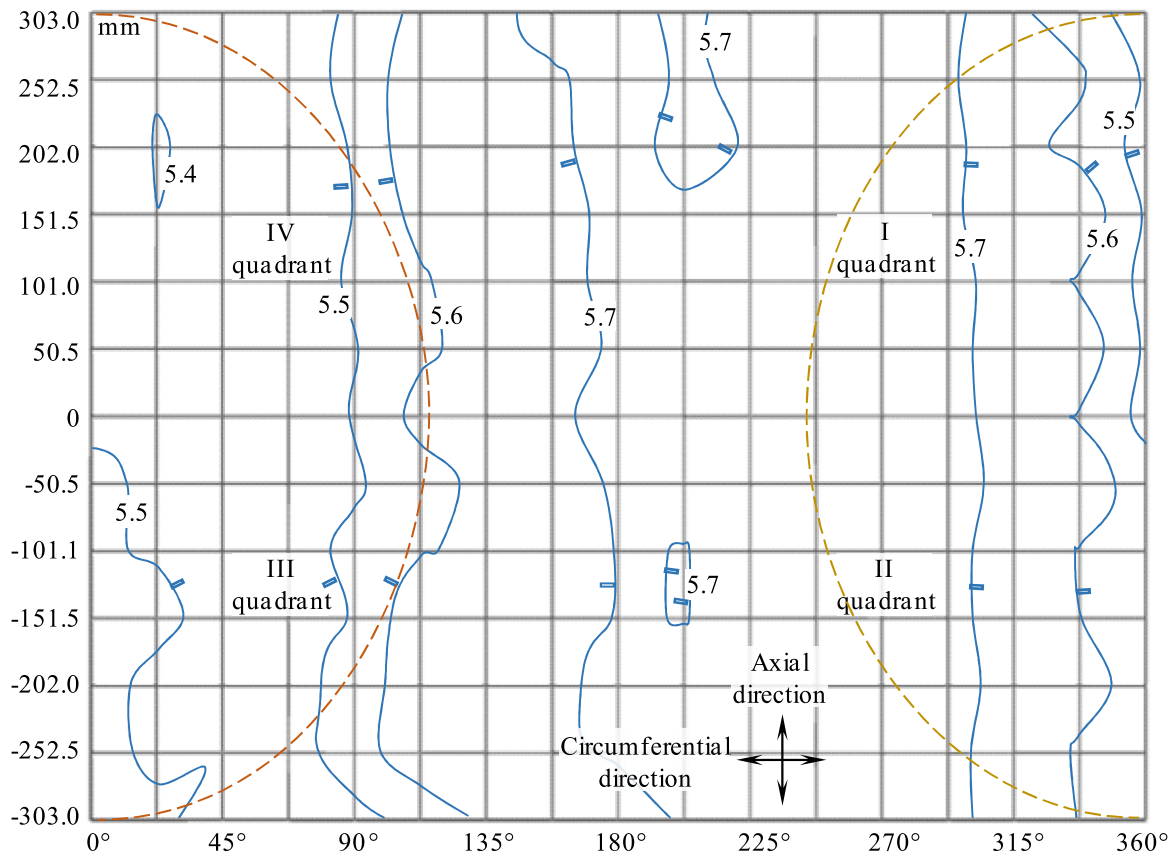 303.0
mm
5.7
252.5
5.5
202.0
5.4
151.5
IV
quadrant
I
quadrant
5.7
5.6
101.0
5.5
5.6
5.7
50.5
0
-50.5
5.5
-101.1
III
quadrant
5.7
II
quadrant
-151.5
Axial
direction
-202.0
-252.5
Circumferential
direction
-303.0
0° 45° 90° 135° 180° 225° 270° 315° 360°